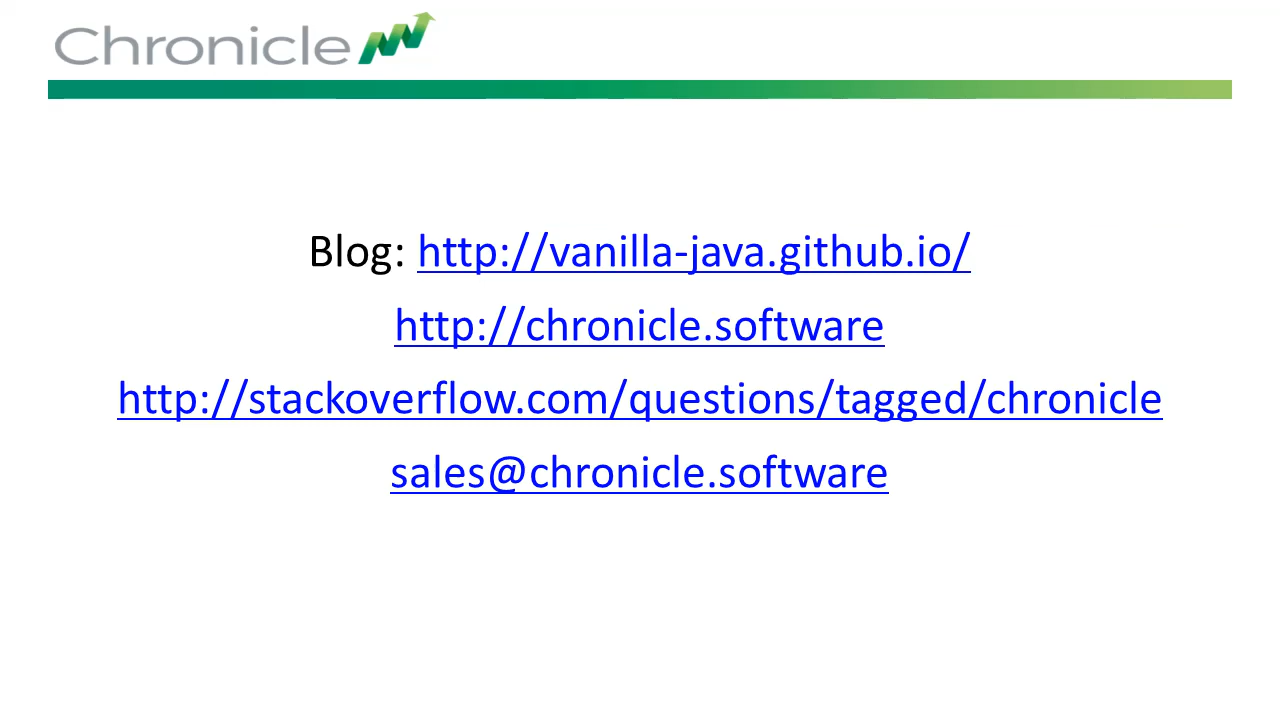 Chronicle
Blog: http://vanilla-java.github.io/
http://chronicle.software
http://stackoverflow.com/questions/tagged/chronicle
sales@chronicle.software